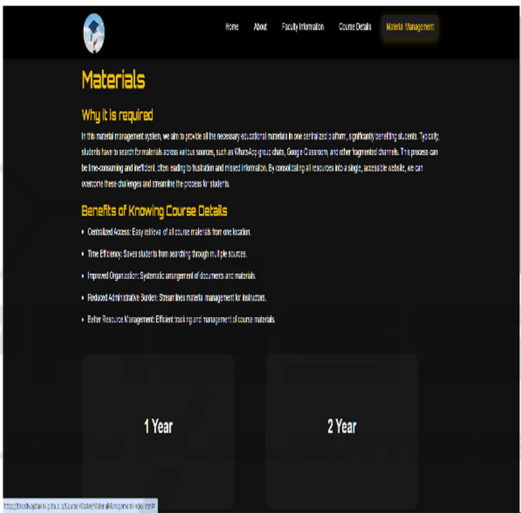 Home About Faculty Information Course Details Material Management
Materials
Why it is required
In this material management system, we aim to provide all the necessary educational materials in one centralized platform, significantly benefiting students. Typically,
students have to search for materials across various sources, such as WhatsApp group chats, Google Classroom, and other fragmented channels. This process can
be time-consuming and inefficient, often leading to frustration and missed information. By consolidating all resources into a single, accessible website, we can
overcome these challenges and streamline the process for students.
Benefits of Knowing Course Details
• Centralized Access: Easy retrieval of all course materials from one location.
• Time Efficiency: Saves students from searching through multiple sources.
• Improved Organization: Systematic arrangement of documents and materials.
• Reduced Administrative Burden: Streamlines material management for instructors.
• Better Resource Management: Efficient tracking and management of course materials.
1 Year 2 Year